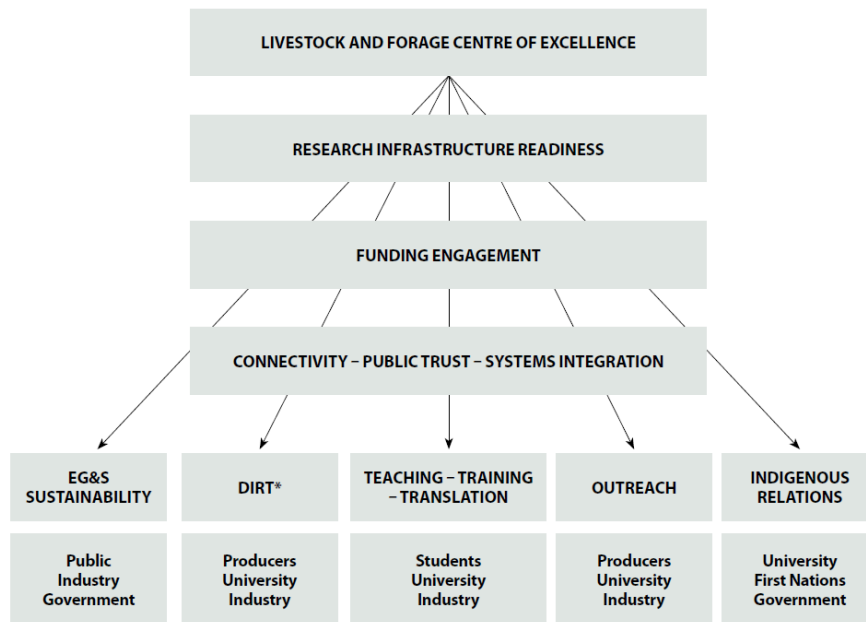 LIVESTOCK AND FORAGE CENTRE OF EXCELLENCE
RESEARCH INFRASTRUCTURE READINESS
FUNDING ENGAGEMENT
CONNECTIVITY – PUBLIC TRUST – SYSTEMS INTEGRATION
EG&S
SUSTAINABILITY
DIRT*
TEACHING – TRAINING
– TRANSLATION
OUTREACH
INDIGENOUS
RELATIONS
Public
Industry
Government
Producers
University
Industry
Students
University
Industry
Producers
University
Industry
University
First Nations
Government